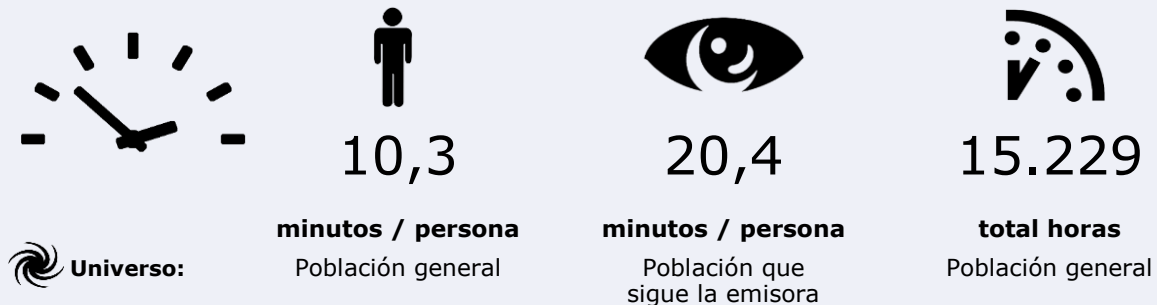 10,3
20,4
15.229
minutos / persona
minutos / persona
total horas
Universo:
Población general
Población que
sigue la emisora
Población general